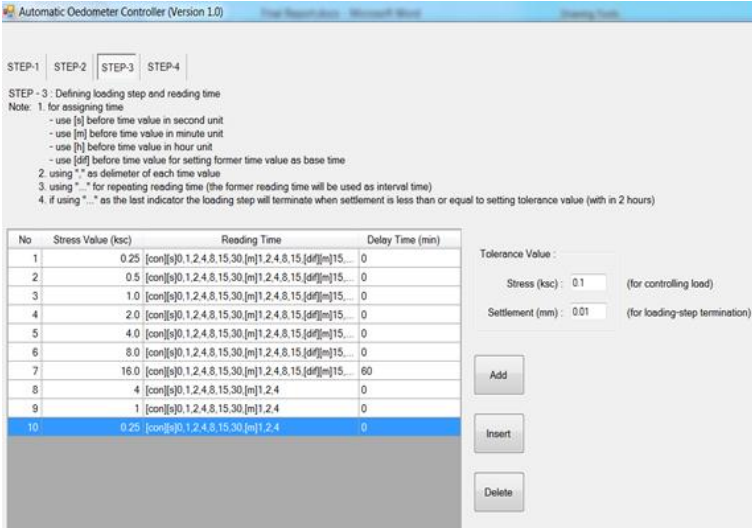 Automatic Oedometer Controller (Version 1.0)
STEP-1 STEP-2 STEP-3 STEP-4
STEP - 3 : Defining loading step and reading time
Note: 1. for assigning time
- use [s] before time value in second unit
- use [m] before time value in minute unit
- use [h] before time value in hour unit
- use [dif] before time value for setting former time value as base time
2. using "," as delimeter of each time value
3. using "..." for repeating reading time (the former reading time will be used as interval time)
4. if using "..." as the last indicator the loading step will terminate when settlement is less than or equal to setting tolerance value (with in 2 hours)
No Stress Value (ksc) Reading Time Delay Time (min)
1 0.25 [con][s]0,1,2,4,8,15,30,[m]1,2,4,8,15,[dif][m]15,... 0
2 0.5 [con][s]0,1,2,4,8,15,30,[m]1,2,4,8,15,[dif][m]15,... 0
3 1.0 [con][s]0,1,2,4,8,15,30,[m]1,2,4,8,15,[dif][m]15,... 0
4 2.0 [con][s]0,1,2,4,8,15,30,[m]1,2,4,8,15,[dif][m]15,... 0
5 4.0 [con][s]0,1,2,4,8,15,30,[m]1,2,4,8,15,[dif][m]15,... 0
6 8.0 [con][s]0,1,2,4,8,15,30,[m]1,2,4,8,15,[dif][m]15,... 0
7 16.0 [con][s]0,1,2,4,8,15,30,[m]1,2,4,8,15,[dif][m]15,... 60
8 4 [con][s]0,1,2,4,8,15,30,[m]1,2,4 0
9 1 [con][s]0,1,2,4,8,15,30,[m]1,2,4 0
10 0.25 [con][s]0,1,2,4,8,15,30,[m]1,2,4 0
Tolerance Value :
Stress (ksc) : 0.1 (for controlling load)
Settlement (mm) : 0.01 (for loading-step termination)
Add
Insert
Delete